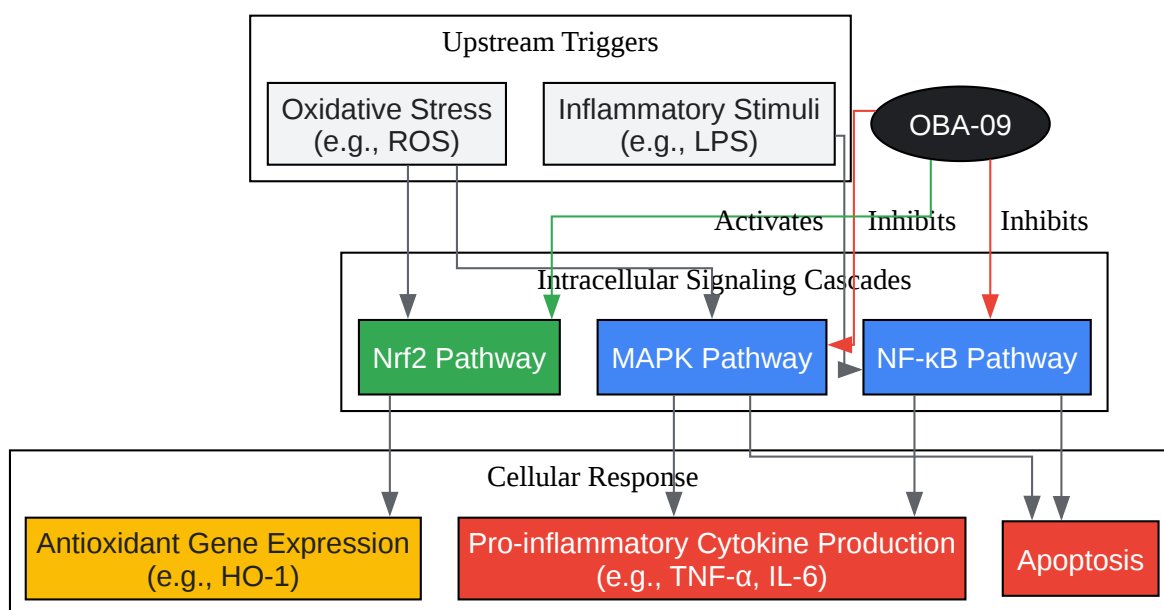 Upstream Triggers
Oxidative Stress
(e.g., ROS)
Inflammatory Stimuli
(e.g., LPS)
OBA-09
Activates
Inhibits
Inhibits
Intracellular Signaling Cascades
Nrf2 Pathway
MAPK Pathway
NF-κB Pathway
Cellular Response
Antioxidant Gene Expression
(e.g., HO-1)
Pro-inflammatory Cytokine Production
(e.g., TNF-α, IL-6)
Apoptosis